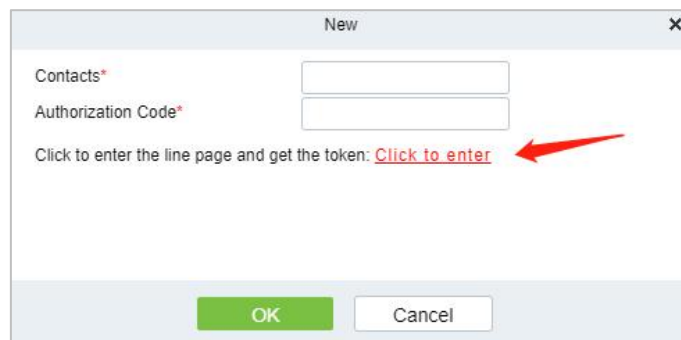 New
Contacts*
Authorization Code*
Click to enter the line page and get the token: Click to enter
OK Cancel